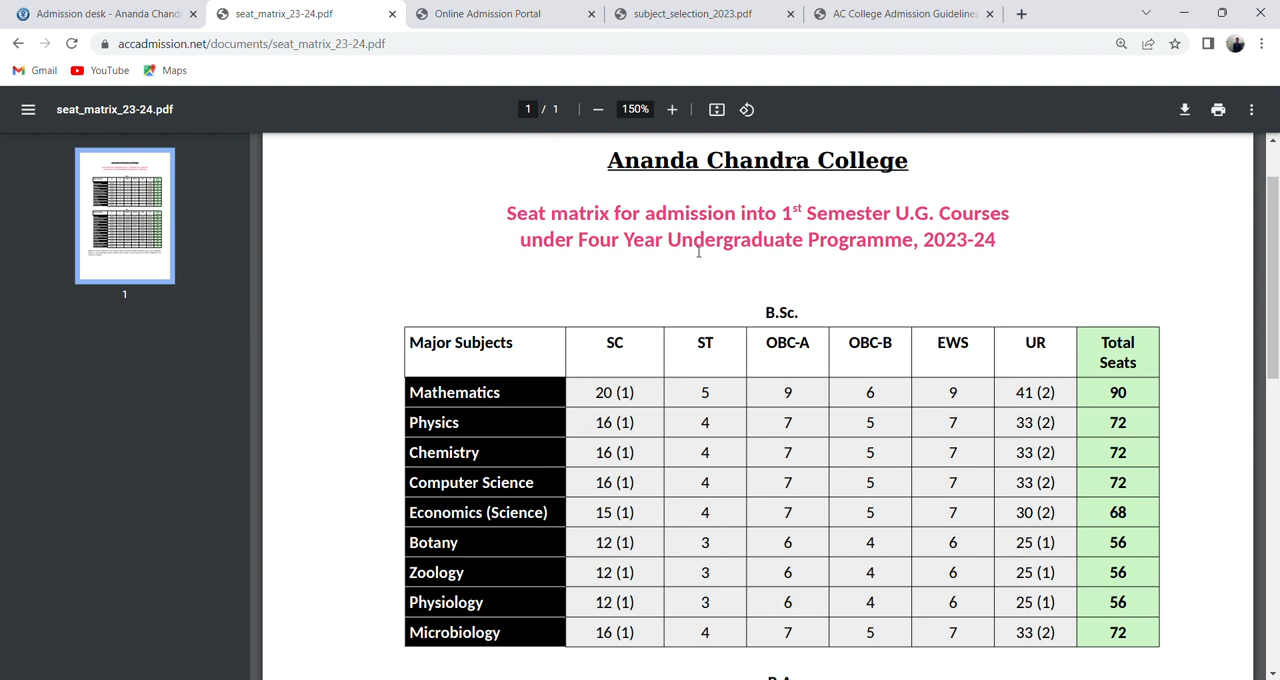 Admission desk - Ananda Chand
seat_matrix_23-24.pdf
Online Admission Portal
subject_selection_2023.pdf
AC College Admission Guidelines
accadmission.net/documents/seat_matrix_23-24.pdf
Gmail YouTube Maps
seat_matrix_23-24.pdf 1 / 1 150%
1
Ananda Chandra College
Seat matrix for admission into 1st Semester U.G. Courses
under Four Year Undergraduate Programme, 2023-24
B.Sc.
Major Subjects SC ST OBC-A OBC-B EWS UR Total
Seats
Mathematics 20 (1) 5 9 6 9 41 (2) 90
Physics 16 (1) 4 7 5 7 33 (2) 72
Chemistry 16 (1) 4 7 5 7 33 (2) 72
Computer Science 16 (1) 4 7 5 7 33 (2) 72
Economics (Science) 15 (1) 4 7 5 7 30 (2) 68
Botany 12 (1) 3 6 4 6 25 (1) 56
Zoology 12 (1) 3 6 4 6 25 (1) 56
Physiology 12 (1) 3 6 4 6 25 (1) 56
Microbiology 16 (1) 4 7 5 7 33 (2) 72